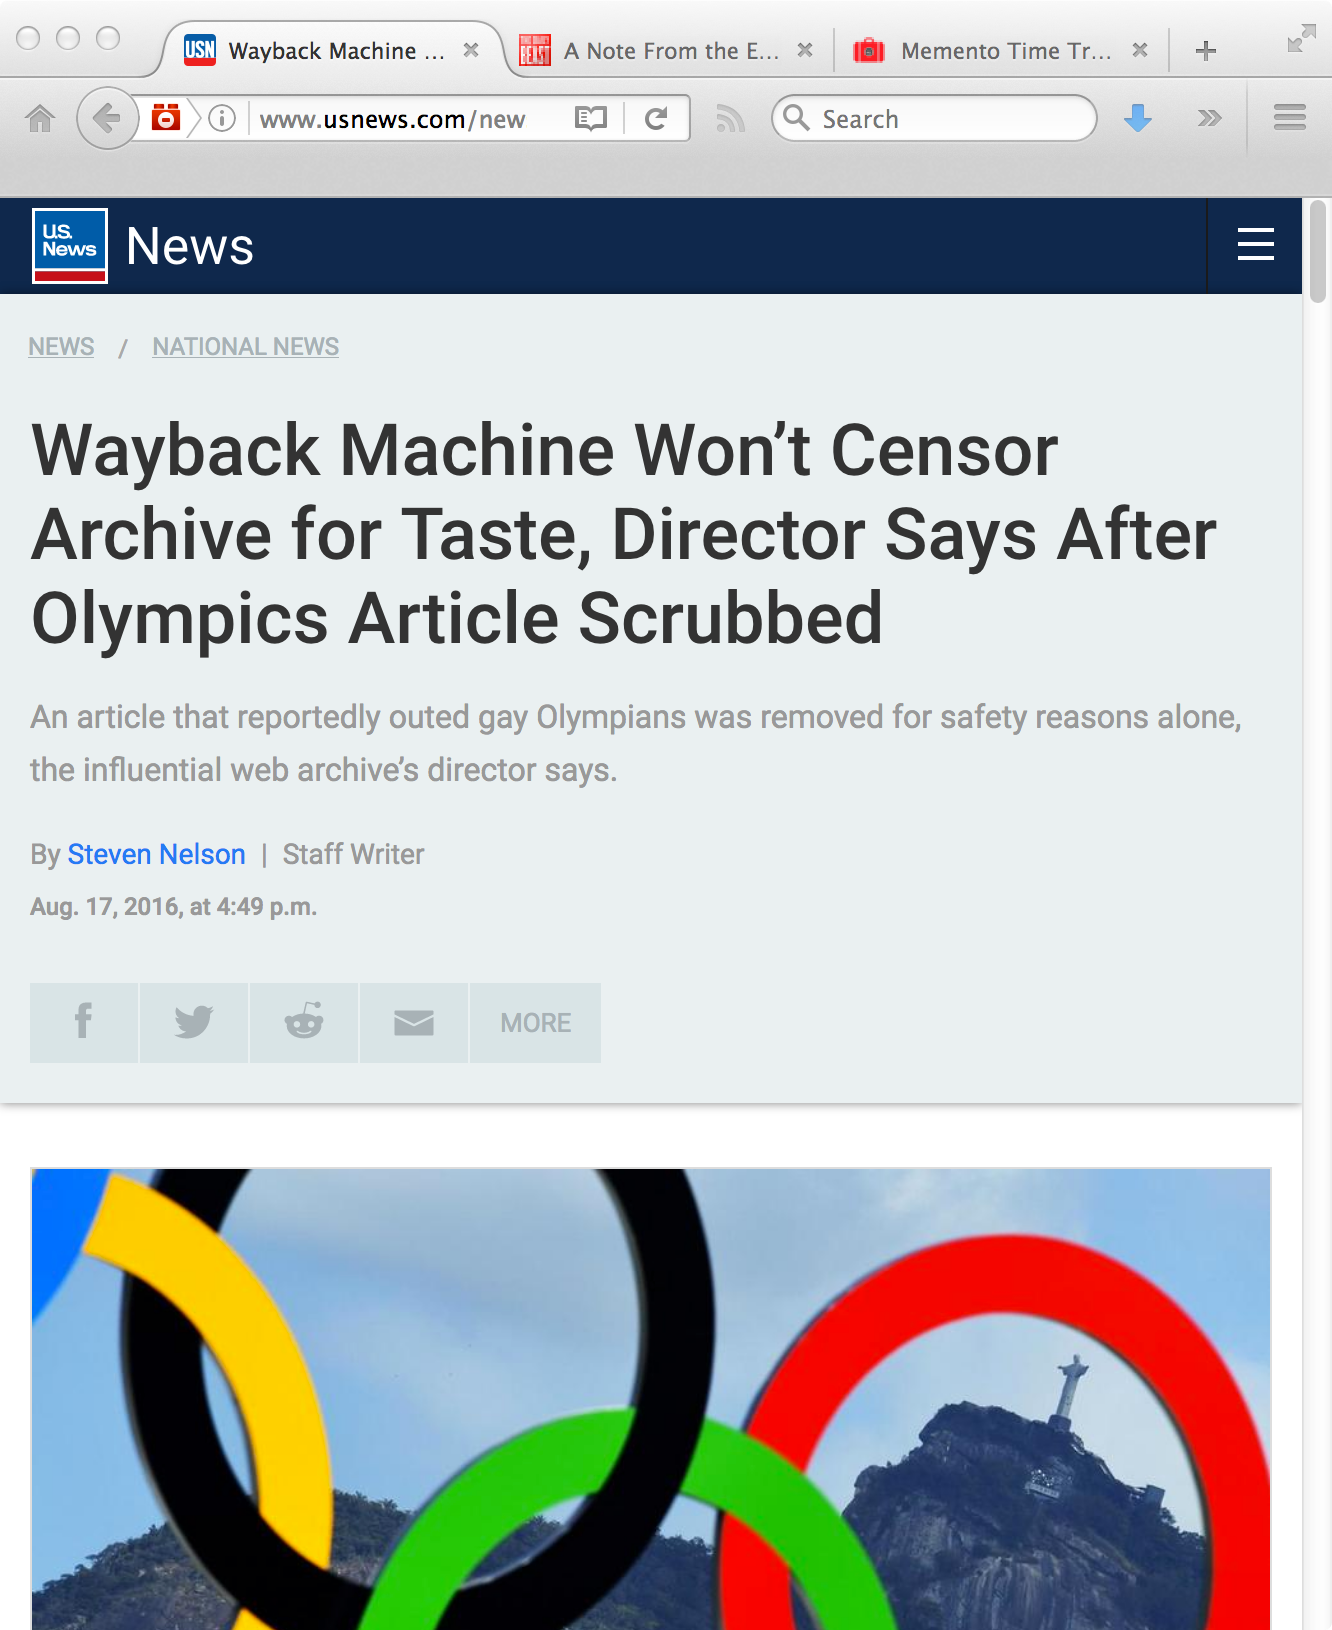 USN Wayback Machine ... A Note From the E... Memento Time Tr...
www.usnews.com/new Search
U.S. News
News
NEWS / NATIONAL NEWS
Wayback Machine Won’t Censor
Archive for Taste, Director Says After
Olympics Article Scrubbed
An article that reportedly outed gay Olympians was removed for safety reasons alone,
the influential web archive’s director says.
By Steven Nelson | Staff Writer
Aug. 17, 2016, at 4:49 p.m.
MORE